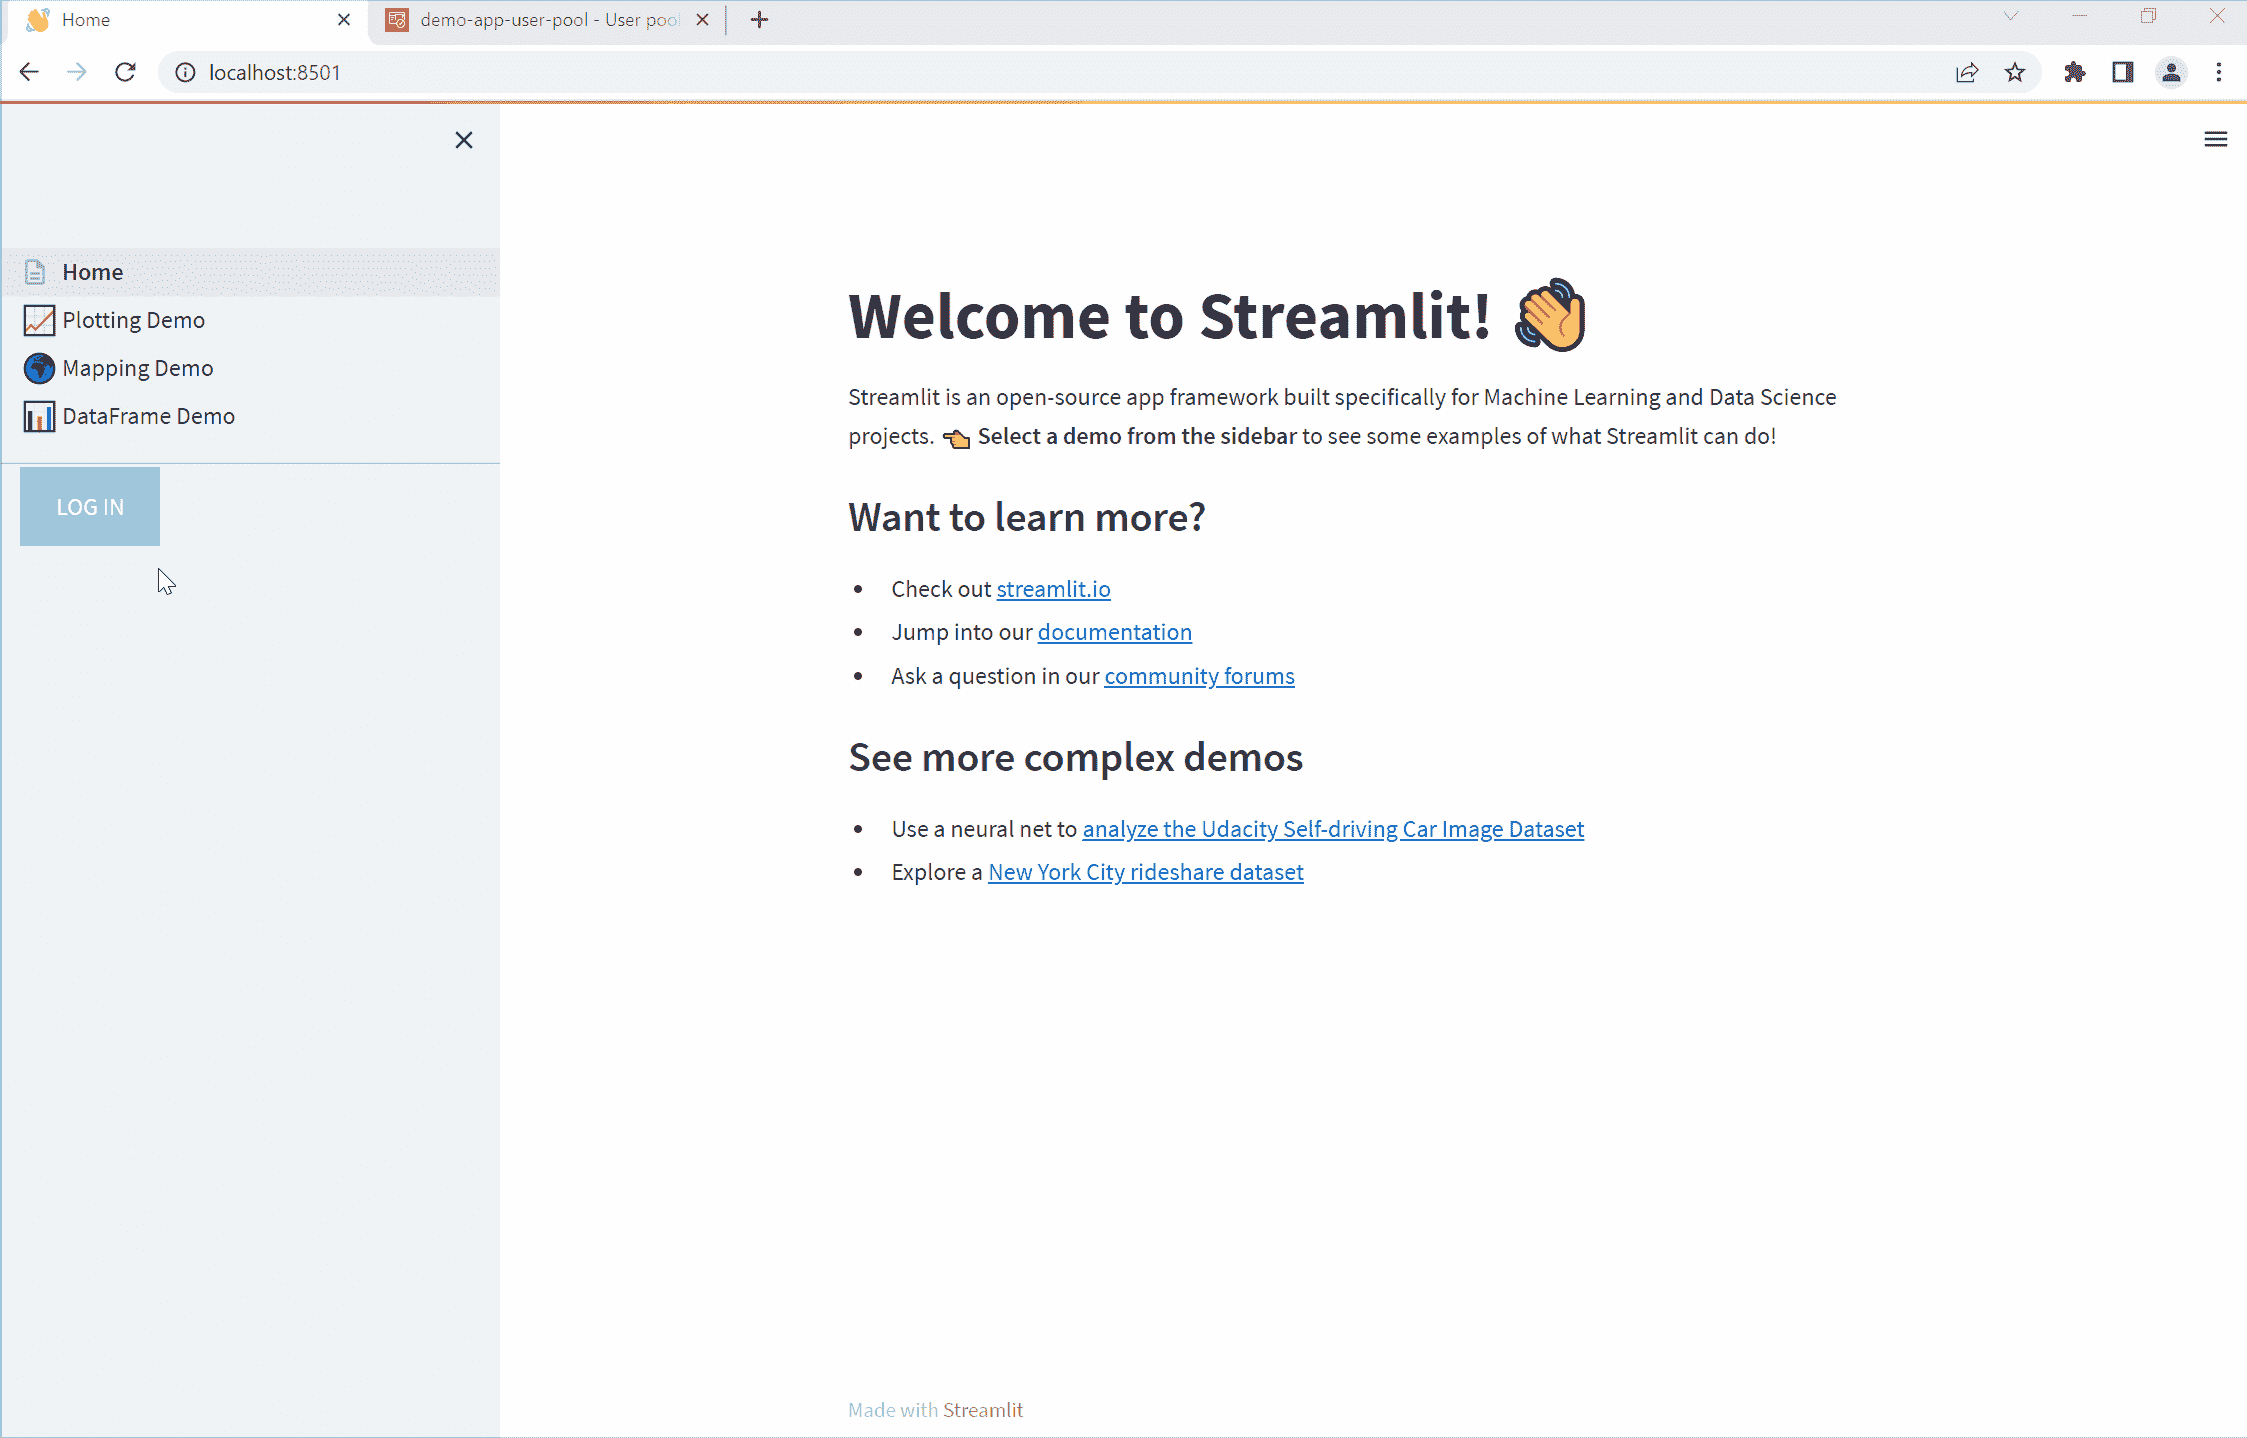 Home
demo-app-user-pool - User pool
localhost:8501
Home
Plotting Demo
Mapping Demo
DataFrame Demo
LOG IN
Welcome to Streamlit!
Streamlit is an open-source app framework built specifically for Machine Learning and Data Science
projects. Select a demo from the sidebar to see some examples of what Streamlit can do!
Want to learn more?
Check out streamlit.io
Jump into our documentation
Ask a question in our community forums
See more complex demos
Use a neural net to analyze the Udacity Self-driving Car Image Dataset
Explore a New York City rideshare dataset
Made with Streamlit